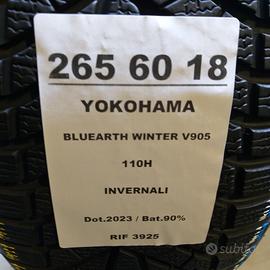 265 60 18
YOKOHAMA
BLUEARTH WINTER V905
110H
INVERNALI
Dot.2023 / Bat.90%
RIF 3925
subito